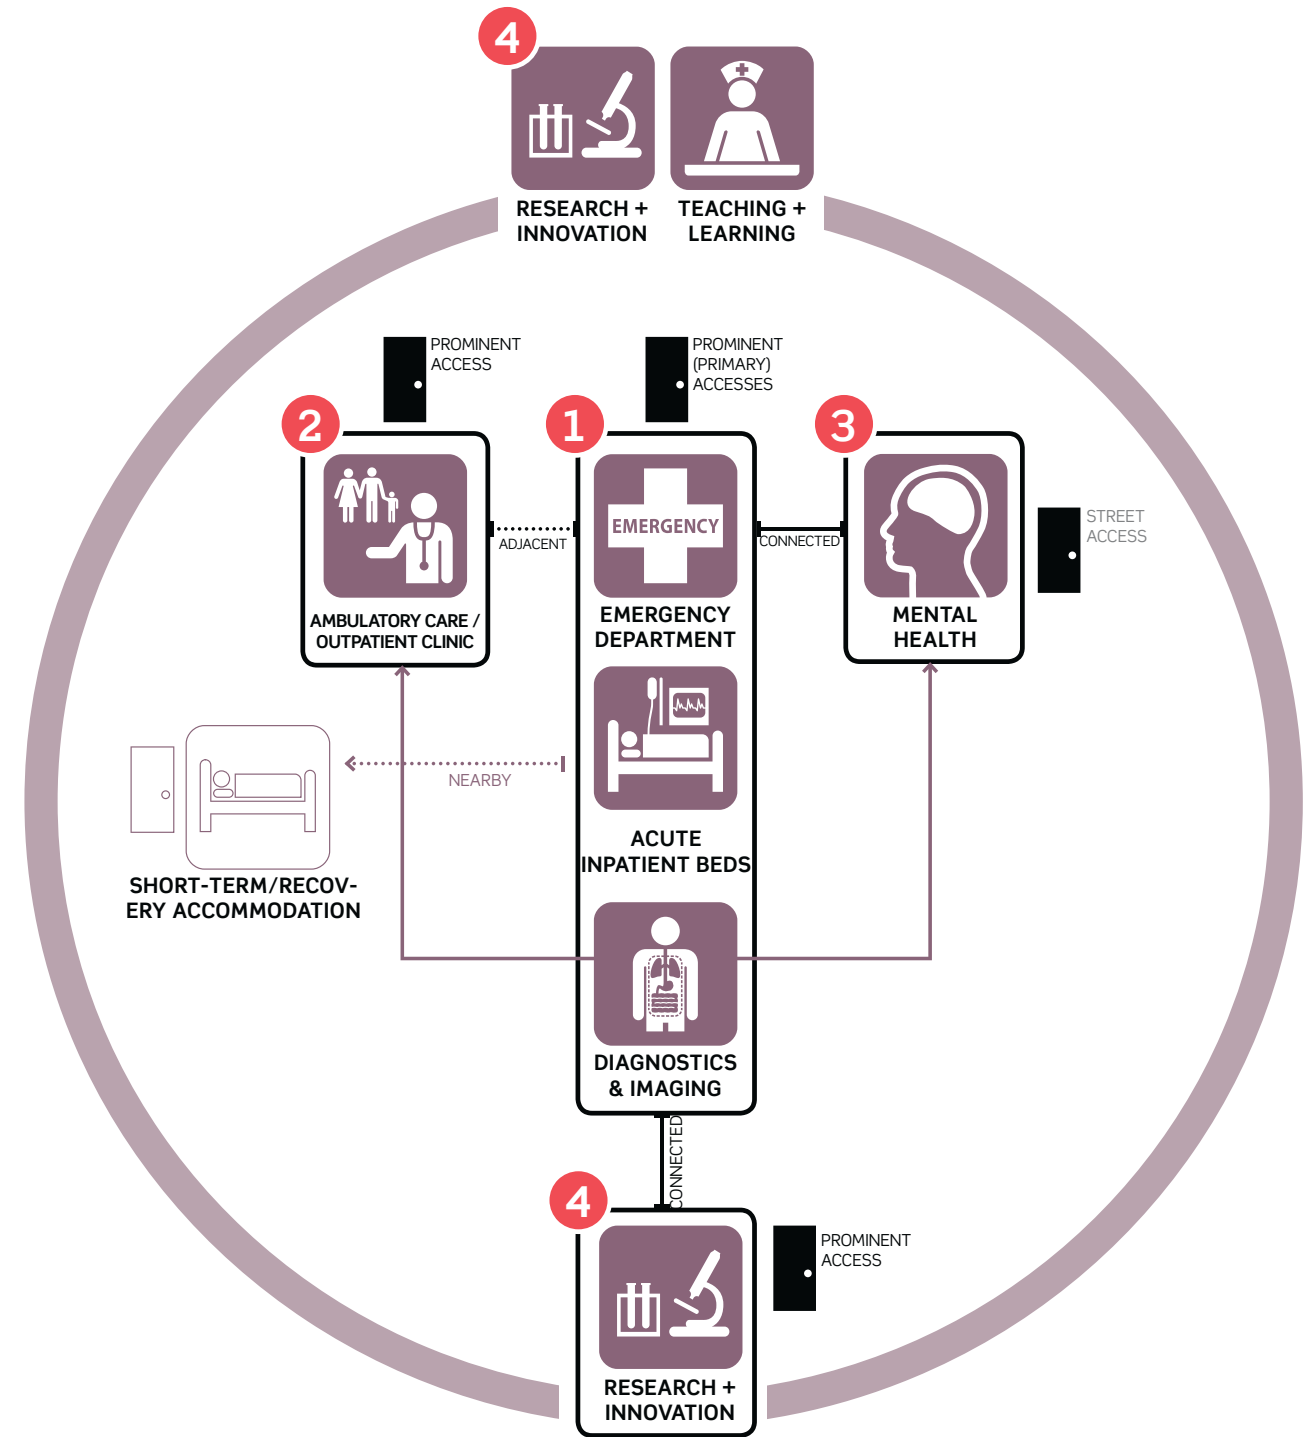 4
RESEARCH +
INNOVATION
TEACHING +
LEARNING
PROMINENT
ACCESS
PROMINENT
(PRIMARY)
ACCESSES
2
1
3
EMERGENCY
ADJACENT
CONNECTED
STREET
ACCESS
AMBULATORY CARE /
OUTPATIENT CLINIC
EMERGENCY
DEPARTMENT
MENTAL
HEALTH
NEARBY
ACUTE
INPATIENT BEDS
SHORT-TERM/RECOV-
ERY ACCOMMODATION
DIAGNOSTICS
& IMAGING
CONNECTED
4
PROMINENT
ACCESS
RESEARCH +
INNOVATION